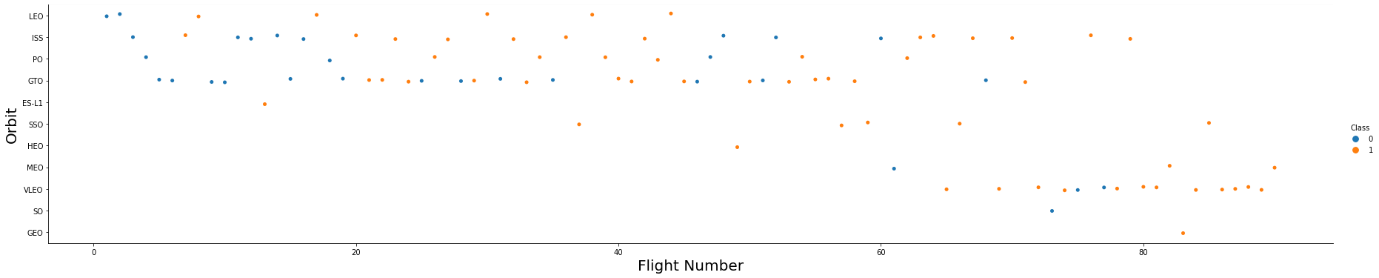 LEO
ISS
PO
GTO
ES-L1
SSO
HEO
MEO
VLEO
SO
GEO
Orbit
0 20 40 60 80
Flight Number
Class
0
1